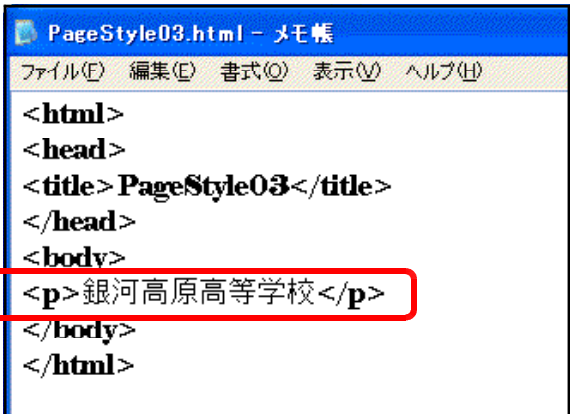 PageStyle03.html - メモ帳
ファイル(F) 編集(E) 書式(O) 表示(V) ヘルプ(H)
<html>
<head>
<title>PageStyle03</title>
</head>
<body>
<p>銀河高原高等学校</p>
</body>
</html>